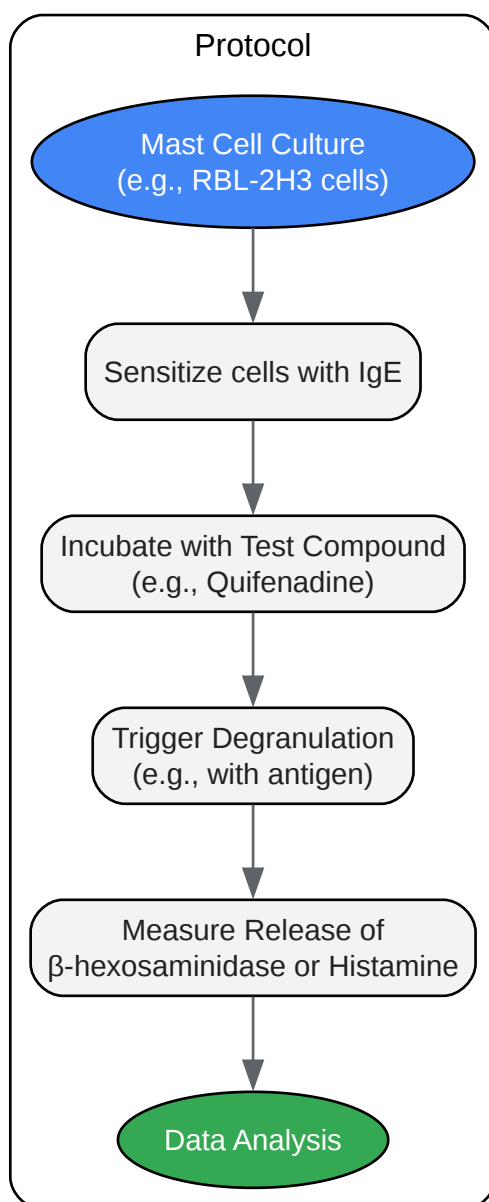 Protocol
Mast Cell Culture
(e.g., RBL-2H3 cells)
Sensitize cells with IgE
Incubate with Test Compound
(e.g., Quifenadine)
Trigger Degranulation
(e.g., with antigen)
Measure Release of
β-hexosaminidase or Histamine
Data Analysis